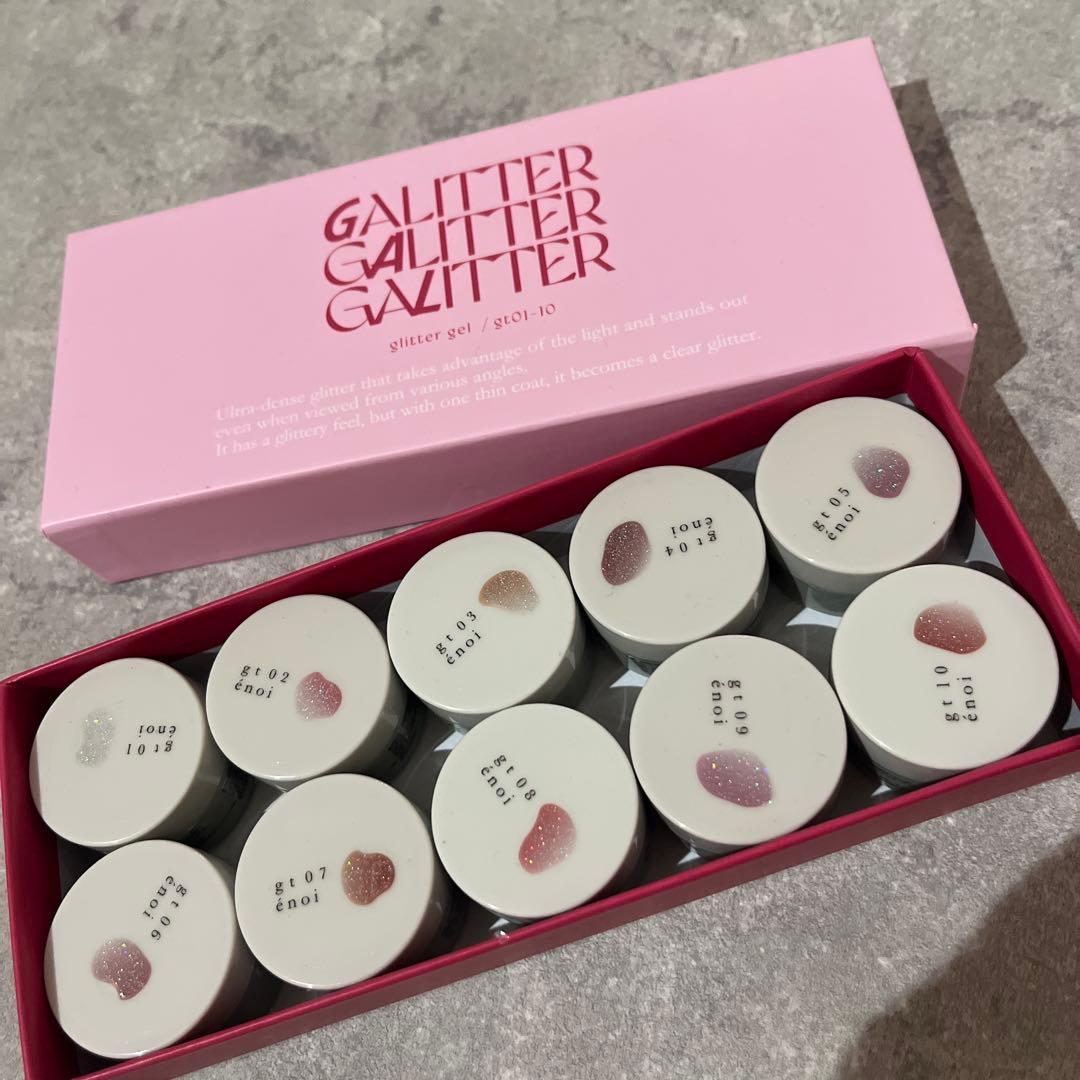 GALITTER
GALITTER
GALITTER
glitter gel / gt01-10
Ultra-dense glitter that takes advantage of the light and stands out
even when viewed from various angles.
It has a glittery feel, but with one thin coat, it becomes a clear glitter.
gt 01
énoi
gt 02
énoi
gt 03
énoi
gt 04
énoi
gt 05
énoi
gt 06
énoi
gt 07
énoi
gt 08
énoi
gt 09
énoi
gt 10
énoi